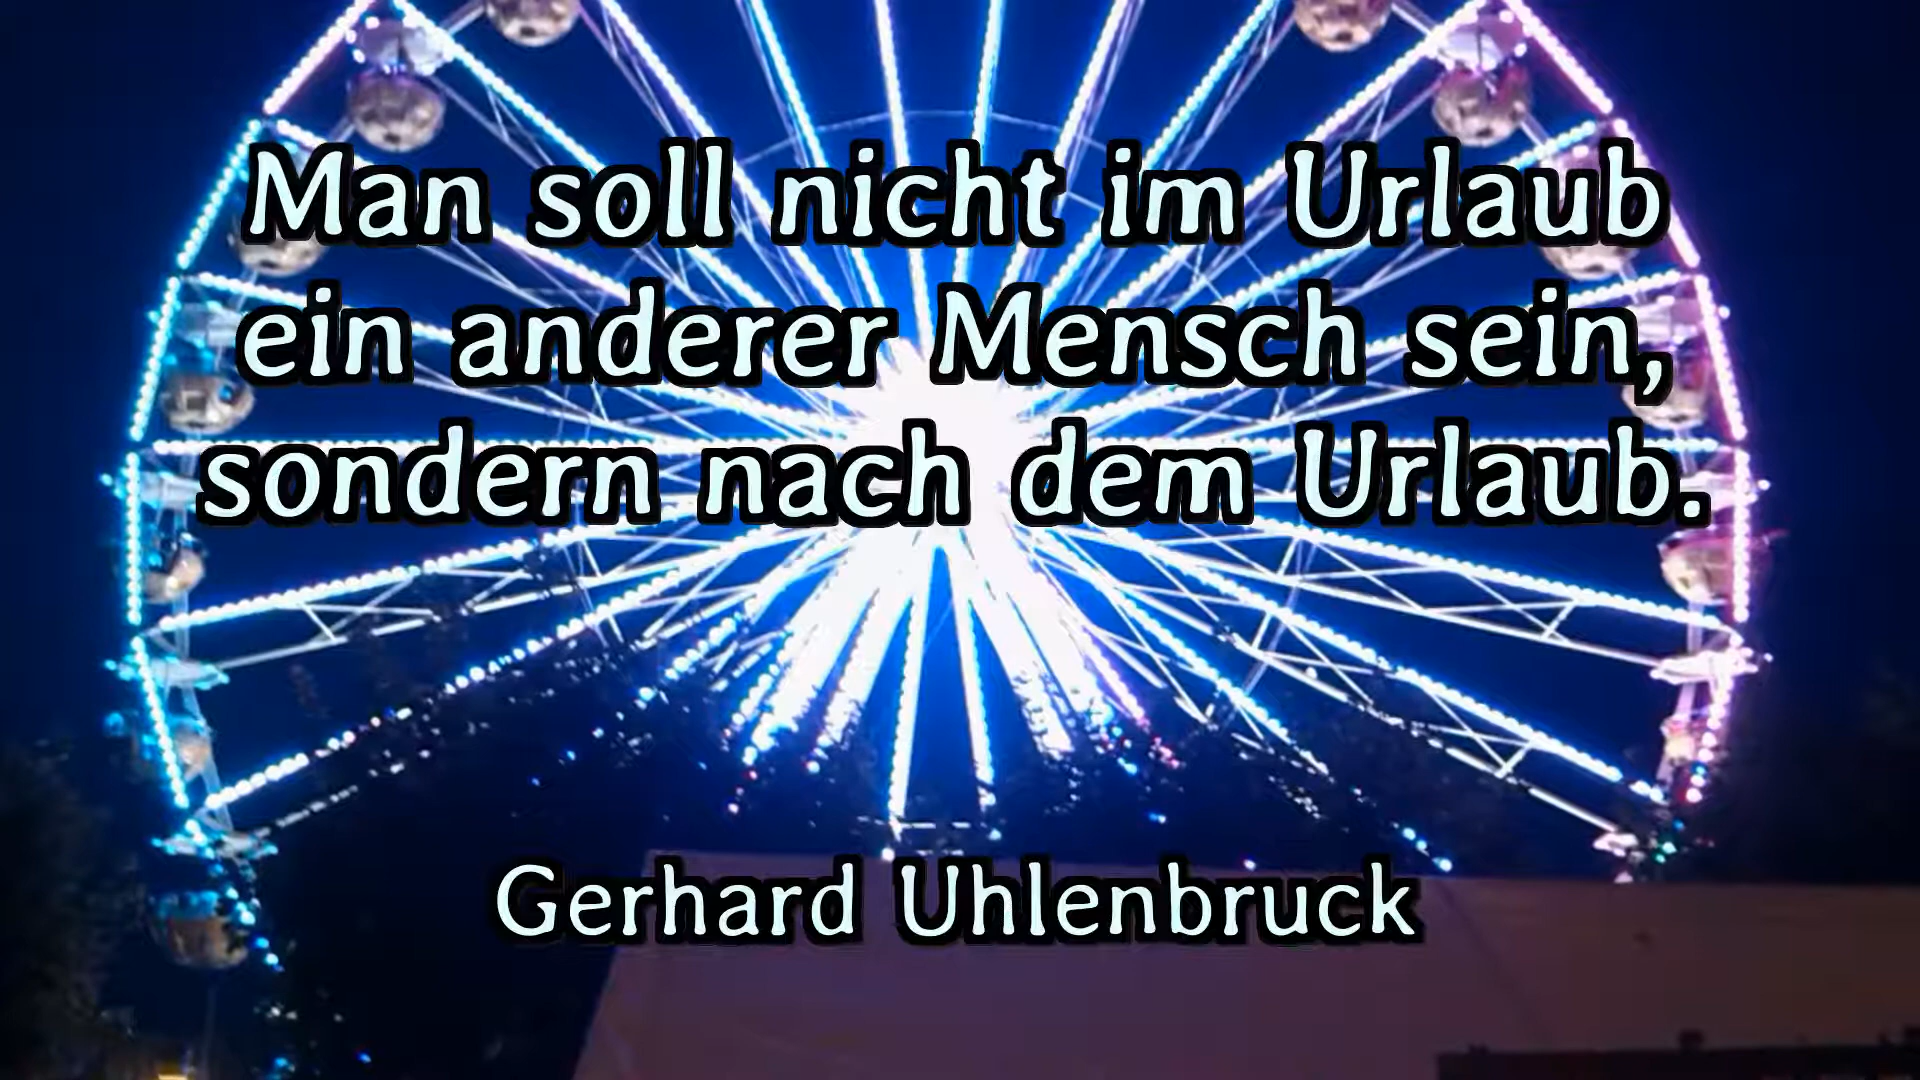 Man soll nicht im Urlaub
ein anderer Mensch sein,
sondern nach dem Urlaub.
Gerhard Uhlenbruck